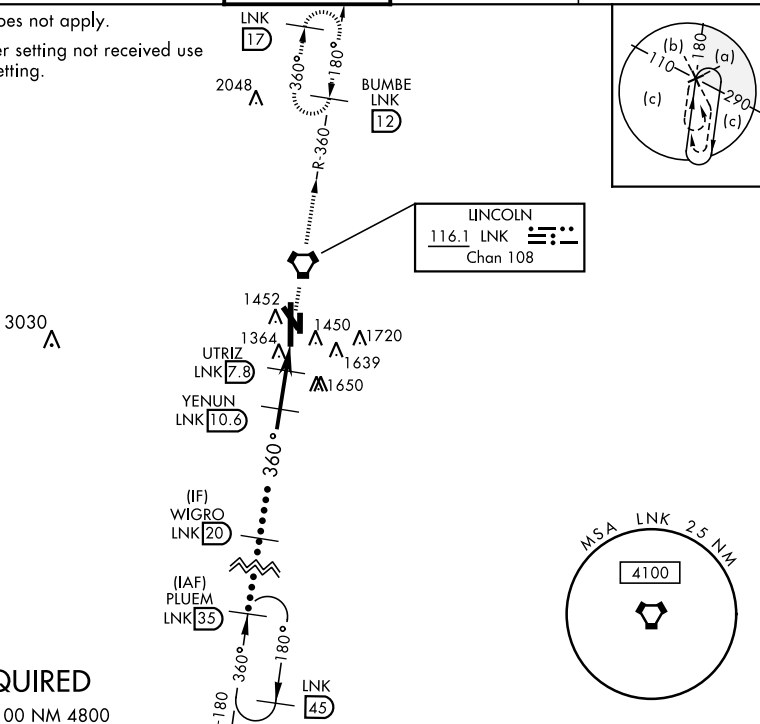 oes not apply.
er setting not received use
etting.
LNK
17
360°
180°
2048
BUMBE
LNK
12
R-360
(b)
180
(a)
110
290
(c)
(c)
LINCOLN
116.1 LNK
Chan 108
3030
1452
1450
1720
1364
1639
UTRIZ
LNK 7.8
1650
YENUN
LNK 10.6
360°
(IF)
WIGRO
LNK 20
MSA LNK 25 NM
4100
(IAF)
PLUEM
LNK 35
360°
180°
QUIRED
LNK
45
-180
00 NM 4800